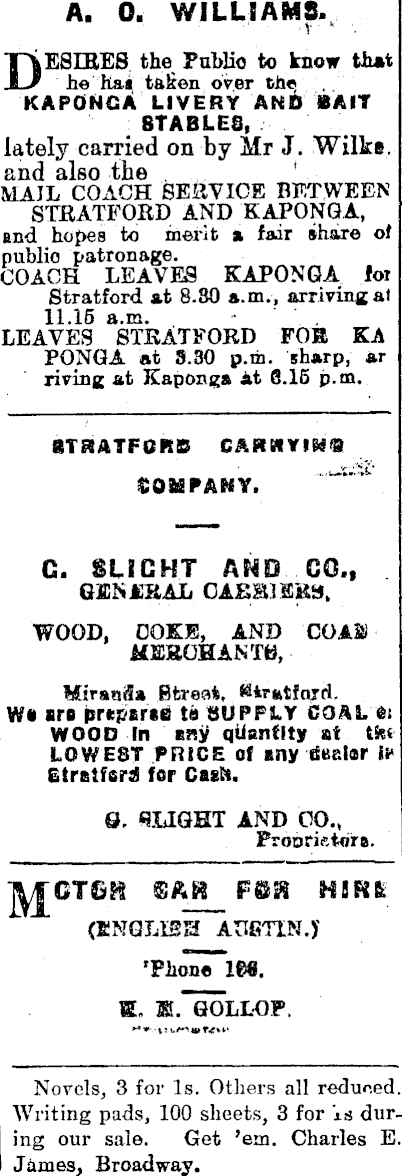 A. O. WILLIAMS.
DESIRES the Public to know that
he has taken over the
KAPONGA LIVERY AND BAIT
STABLES,
lately carried on by Mr J. Wilks.
and also the
MAIL COACH SERVICE BETWEEN
STRATFORD AND KAPONGA,
and hopes to merit a fair share of
public patronage.
COACH LEAVES KAPONGA for
Stratford at 8.30 a.m., arriving at
11.15 a.m.
LEAVES STRATFORD FOR KA
PONGA at 3.30 p.m. sharp, ar
riving at Kaponga at 6.15 p.m.
STRATFORD CARRYING
COMPANY.
C. SLIGHT AND CO.,
GENERAL CARRIERS,
WOOD, COKE, AND COAL
MERCHANTS,
Miranda Street, Stratford.
We are prepared to SUPPLY COAL or
WOOD in any quantity at the
LOWEST PRICE of any dealer in
Stratford for Cash.
G. SLIGHT AND CO.,
Proprietors.
MOTOR CAR FOR HIRE
(ENGLISH AUSTIN.)
'Phone
GOLLOP.
Novels, 3 for 1s. Others all reduced.
Writing pads, 100 sheets, 3 for 1s dur-
ing our sale. Get 'em. Charles E.
James, Broadway.